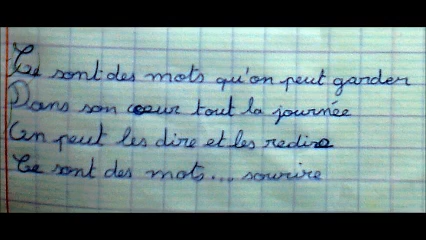 Ce sont des mots qu'on peut garder
Dans son cœur tout la journée
On peut les dire et les redire
Ce sont des mots... sourire